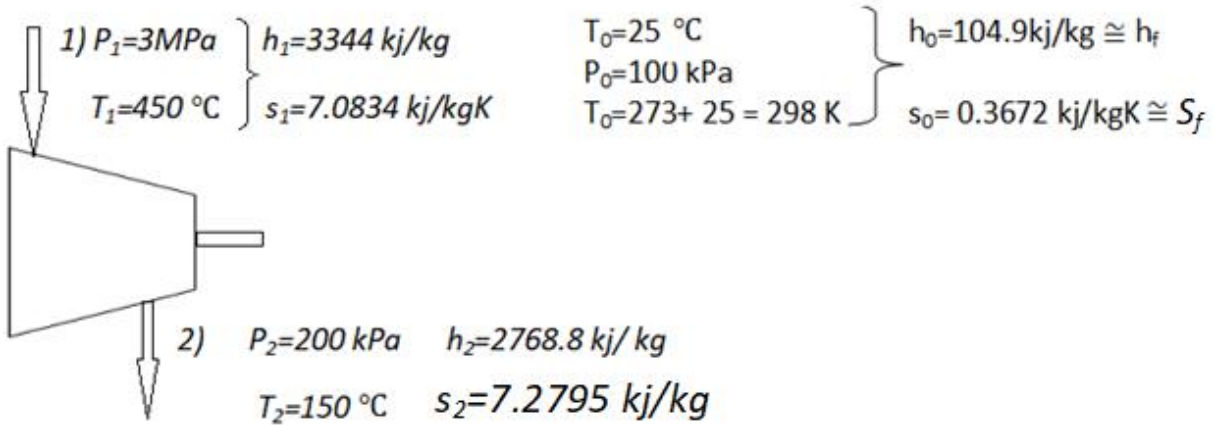 1) P₁=3MPa h₁=3344 kj/kg
T₁=450 °C s₁=7.0834 kj/kgK
T₀=25 °C h₀=104.9kj/kg ≅ hf
P₀=100 kPa
T₀=273+ 25 = 298 K s₀= 0.3672 kj/kgK ≅ Sf
2) P₂=200 kPa h₂=2768.8 kj/ kg
T₂=150 °C s₂=7.2795 kj/kg